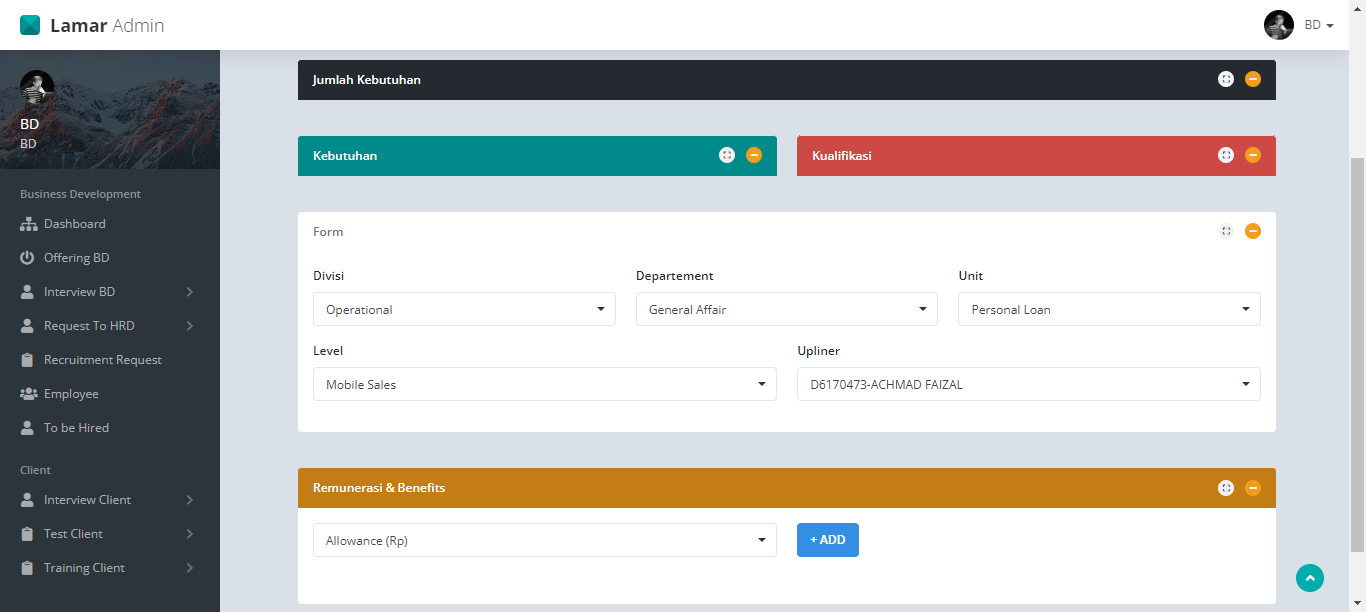 Lamar Admin
BD
BD
BD
Business Development
Dashboard
Offering BD
Interview BD
Request To HRD
Recruitment Request
Employee
To be Hired
Client
Interview Client
Test Client
Training Client
Jumlah Kebutuhan
Kebutuhan
Kualifikasi
Form
Divisi
Departement
Unit
Operational
General Affair
Personal Loan
Level
Upliner
Mobile Sales
D6170473-ACHMAD FAIZAL
Remunerasi & Benefits
Allowance (Rp)
+ ADD